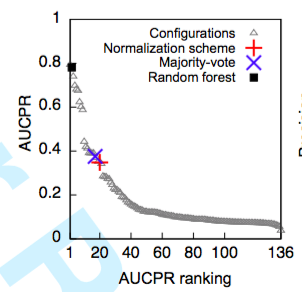 1
0.8
0.6
0.4
0.2
0
AUCPR
Configurations
Normalization scheme
Majority-vote
Random forest
1 20 40 60 80 100 136
AUCPR ranking